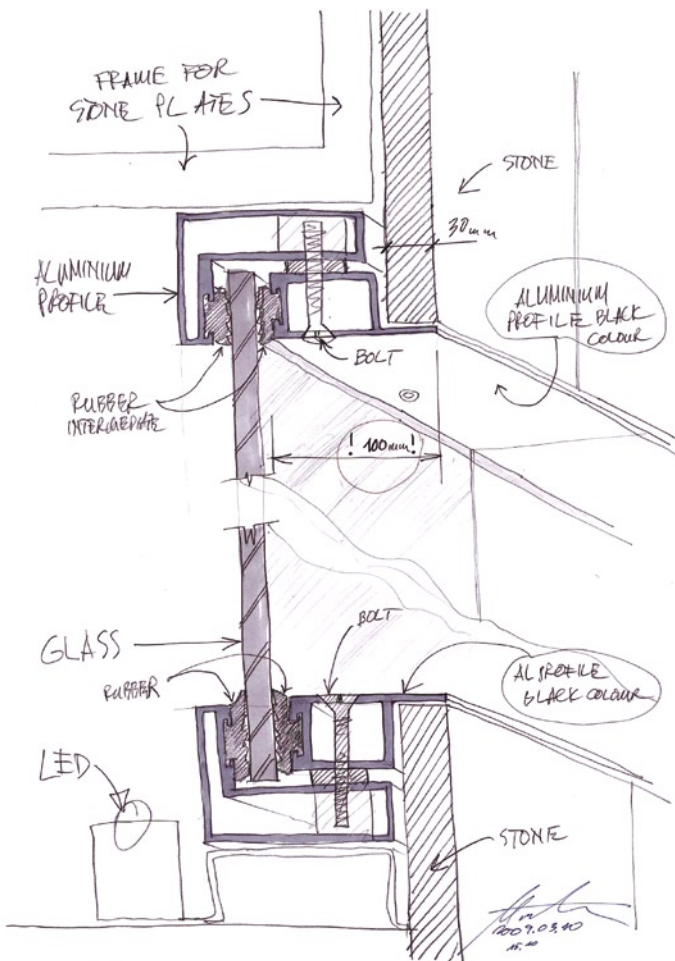 FRAME FOR
STONE PLATES
STONE
30mm
ALUMINIUM
PROFILE
ALUMINIUM
PROFILE BLACK
COLOUR
BOLT
RUBBER
! 100mm!
BOLT
GLASS
RUBBER
AL PROFILE
BLACK COLOUR
LED
STONE
2009.03.10